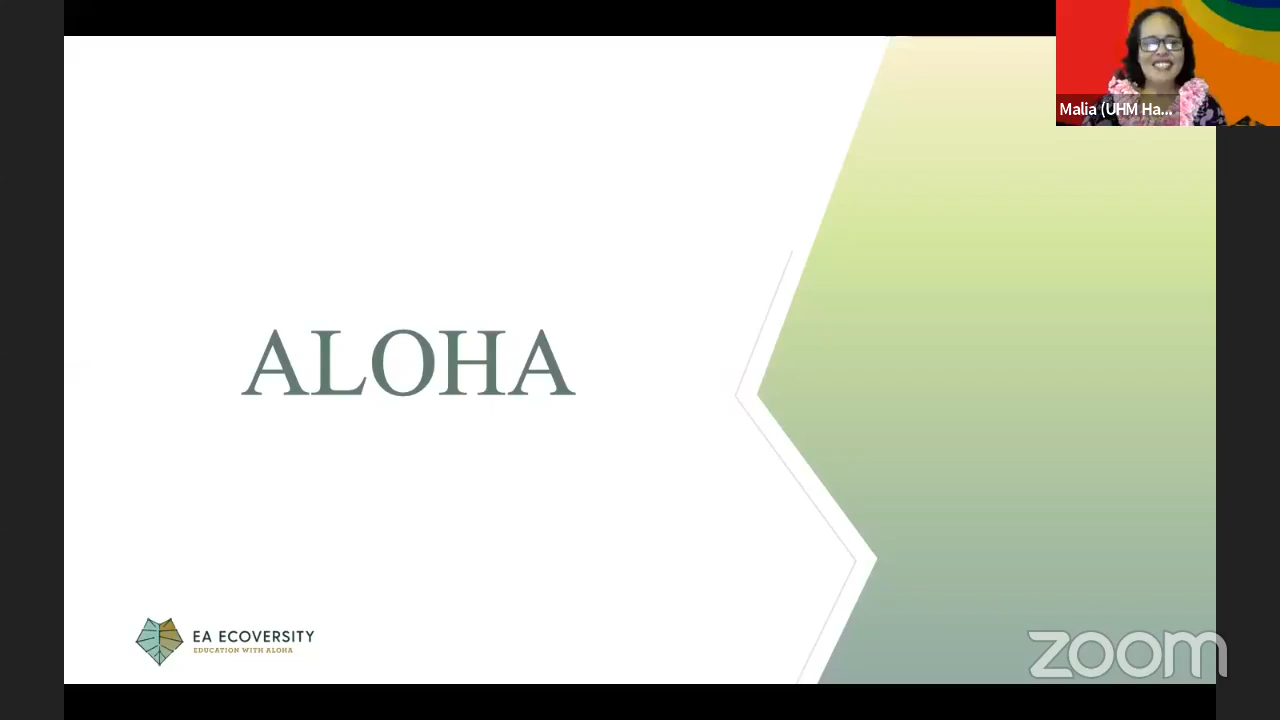 Malia (UHM Ha...
ALOHA
EA ECOVERSITY
EDUCATION WITH ALOHA
zoom